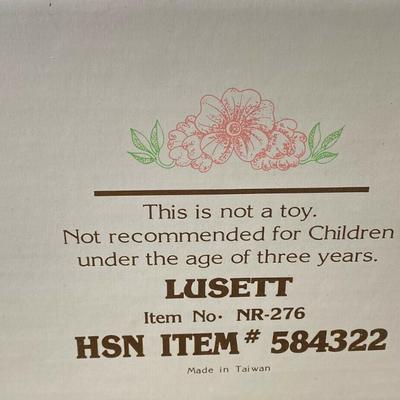 This is not a toy.
Not recommended for Children
under the age of three years.
LUSETT
Item No· NR-276
HSN ITEM# 584322
Made in Taiwan